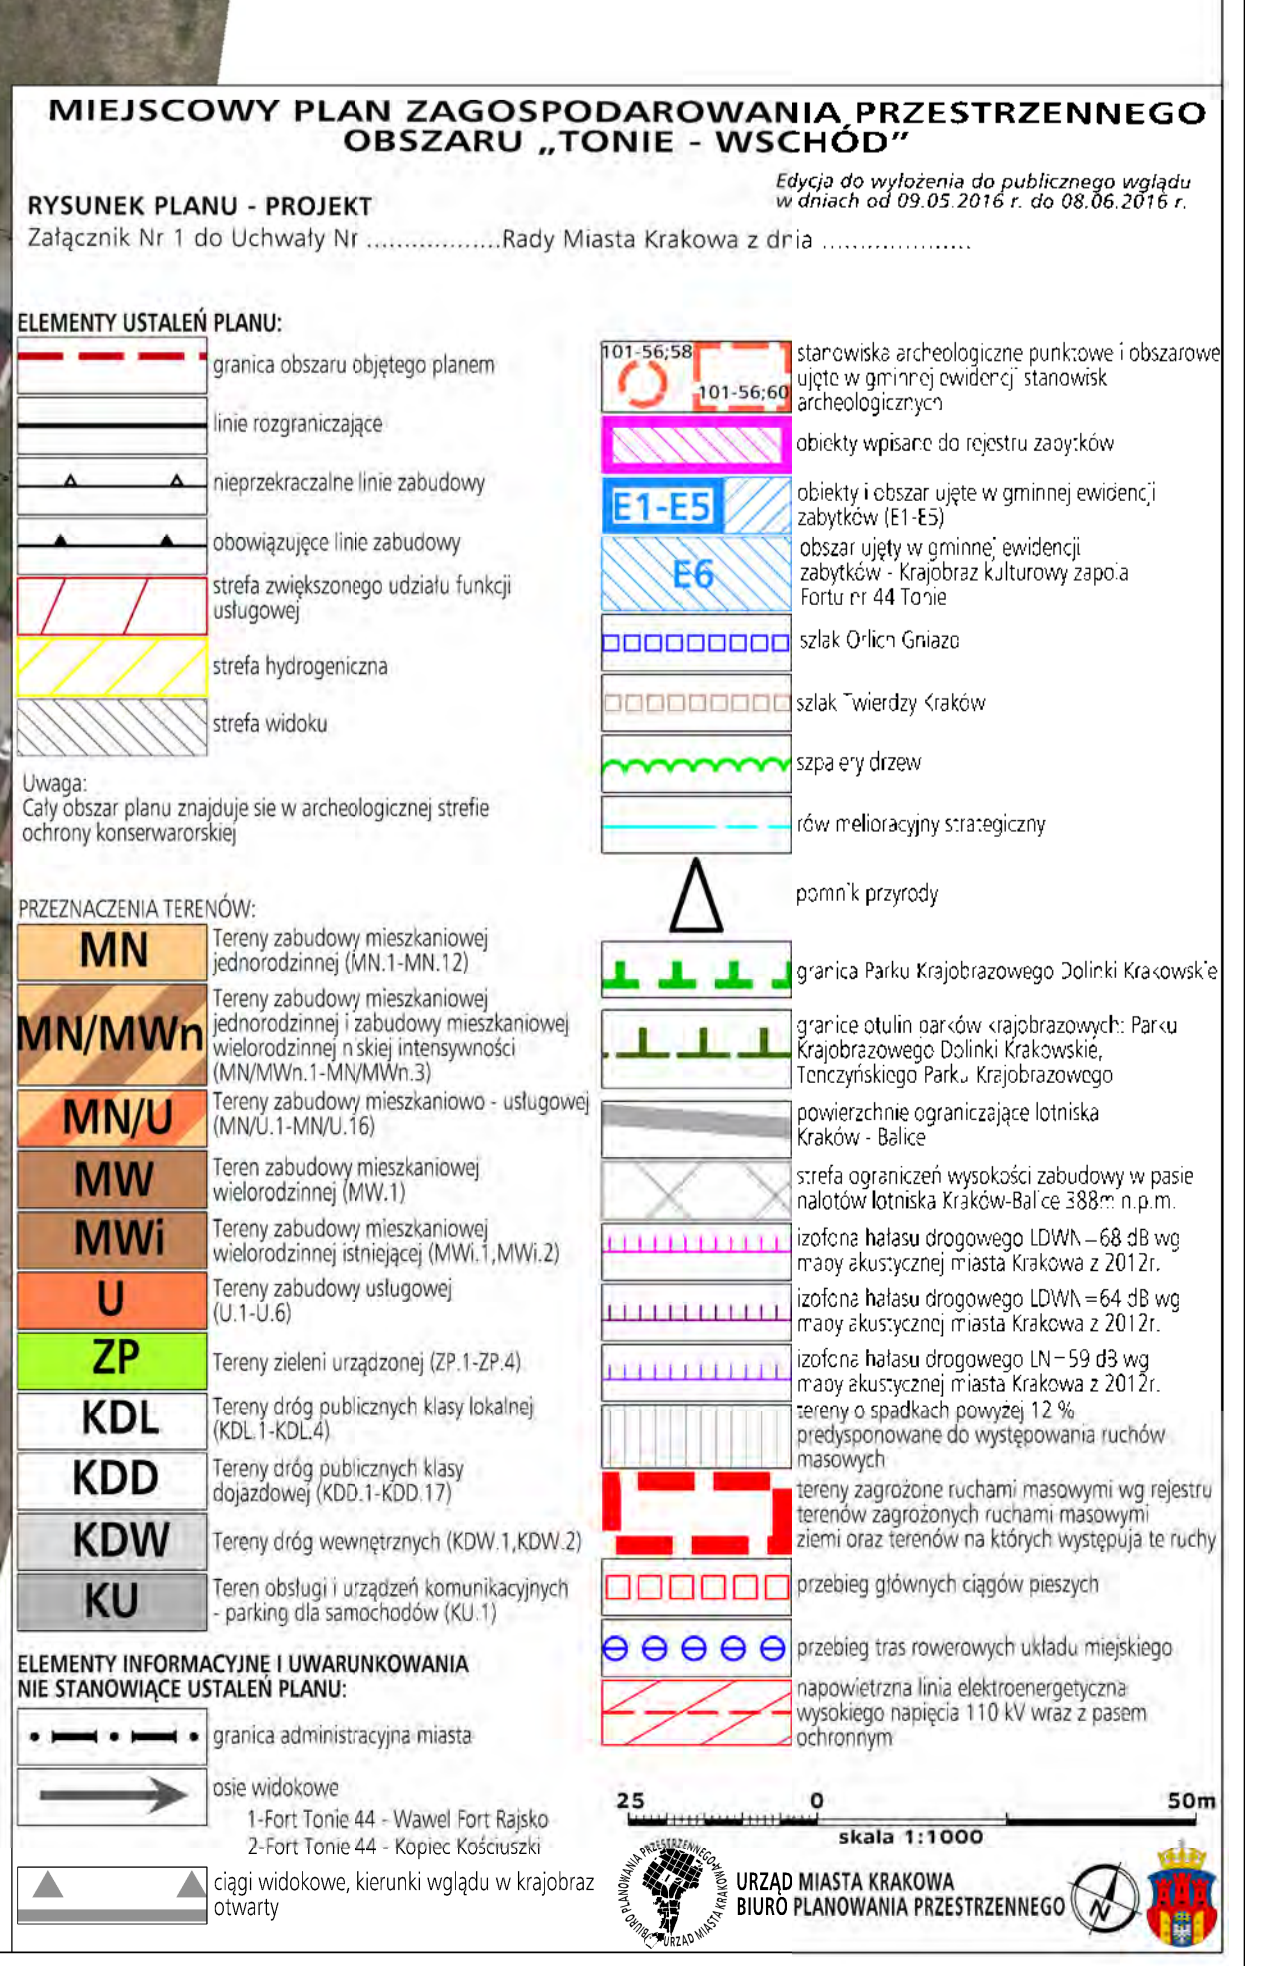 MIEJSCOWY PLAN ZAGOSPODAROWANIA PRZESTRZENNEGO
OBSZARU „TONIE - WSCHÓD”
Edycja do wyłożenia do publicznego wglądu
w dniach od 09.05.2016 r. do 08.06.2016 r.
RYSUNEK PLANU - PROJEKT
Załącznik Nr 1 do Uchwały Nr ..................Rady Miasta Krakowa z dnia ....................
ELEMENTY USTALEŃ PLANU:
granica obszaru objętego planem
linie rozgraniczające
nieprzekraczalne linie zabudowy
obowiązujęce linie zabudowy
strefa zwiększonego udziału funkcji
usługowej
strefa hydrogeniczna
strefa widoku
Uwaga:
Cały obszar planu znajduje sie w archeologicznej strefie
ochrony konserwarorskiej
PRZEZNACZENIA TERENÓW:
MN
Tereny zabudowy mieszkaniowej
jednorodzinnej (MN.1-MN.12)
MN/MWn
Tereny zabudowy mieszkaniowej
jednorodzinnej i zabudowy mieszkaniowej
wielorodzinnej niskiej intensywności
(MN/MWn.1-MN/MWn.3)
MN/U
Tereny zabudowy mieszkaniowo - usługowej
(MN/U.1-MN/U.16)
MW
Teren zabudowy mieszkaniowej
wielorodzinnej (MW.1)
MWi
Tereny zabudowy mieszkaniowej
wielorodzinnej istniejącej (MWi.1,MWi.2)
U
Tereny zabudowy usługowej
(U.1-U.6)
ZP
Tereny zieleni urządzonej (ZP.1-ZP.4)
KDL
Tereny dróg publicznych klasy lokalnej
(KDL.1-KDL.4)
KDD
Tereny dróg publicznych klasy
dojazdowej (KDD.1-KDD.17)
KDW
Tereny dróg wewnętrznych (KDW.1,KDW.2)
KU
Teren obsługi i urządzeń komunikacyjnych
- parking dla samochodów (KU.1)
ELEMENTY INFORMACYJNE I UWARUNKOWANIA
NIE STANOWIĄCE USTALEŃ PLANU:
granica administracyjna miasta
osie widokowe
1-Fort Tonie 44 - Wawel Fort Rajsko
2-Fort Tonie 44 - Kopiec Kościuszki
ciągi widokowe, kierunki wglądu w krajobraz
otwarty
101-56;58
101-56;60
stanowiska archeologiczne punktowe i obszarowe
ujęte w gminnej ewidencji stanowisk
archeologicznych
obiekty wpisane do rejestru zabytków
E1-E5
obiekty i obszar ujęte w gminnej ewidencji
zabytków (E1-E5)
E6
obszar ujęty w gminnej ewidencji
zabytków - Krajobraz kulturowy zapola
Fortu nr 44 Tonie
szlak Orlich Gniazd
szlak Twierdzy Kraków
szpalery drzew
rów melioracyjny strategiczny
pomnik przyrody
granica Parku Krajobrazowego Dolinki Krakowskie
granice otulin parków krajobrazowych: Parku
Krajobrazowego Dolinki Krakowskie,
Tenczyńskiego Parku Krajobrazowego
powierzchnie ograniczające lotniska
Kraków - Balice
strefa ograniczeń wysokości zabudowy w pasie
nalotów lotniska Kraków-Balice 388m n.p.m.
izofona hałasu drogowego LDWN=68 dB wg
mapy akustycznej miasta Krakowa z 2012r.
izofona hałasu drogowego LDWN=64 dB wg
mapy akustycznej miasta Krakowa z 2012r.
izofona hałasu drogowego LN=59 dB wg
mapy akustycznej miasta Krakowa z 2012r.
tereny o spadkach powyżej 12 %
predysponowane do występowania ruchów
masowych
tereny zagrożone ruchami masowymi wg rejestru
terenów zagrożonych ruchami masowymi
ziemi oraz terenów na których występuja te ruchy
przebieg głównych ciągów pieszych
przebieg tras rowerowych układu miejskiego
napowietrzna linia elektroenergetyczna
wysokiego napięcia 110 kV wraz z pasem
ochronnym
25 0 50m
skala 1:1000
BIURO PLANOWANIA PRZESTRZENNEGO
URZĄD MIASTA KRAKOWA
URZĄD MIASTA KRAKOWA
BIURO PLANOWANIA PRZESTRZENNEGO
N